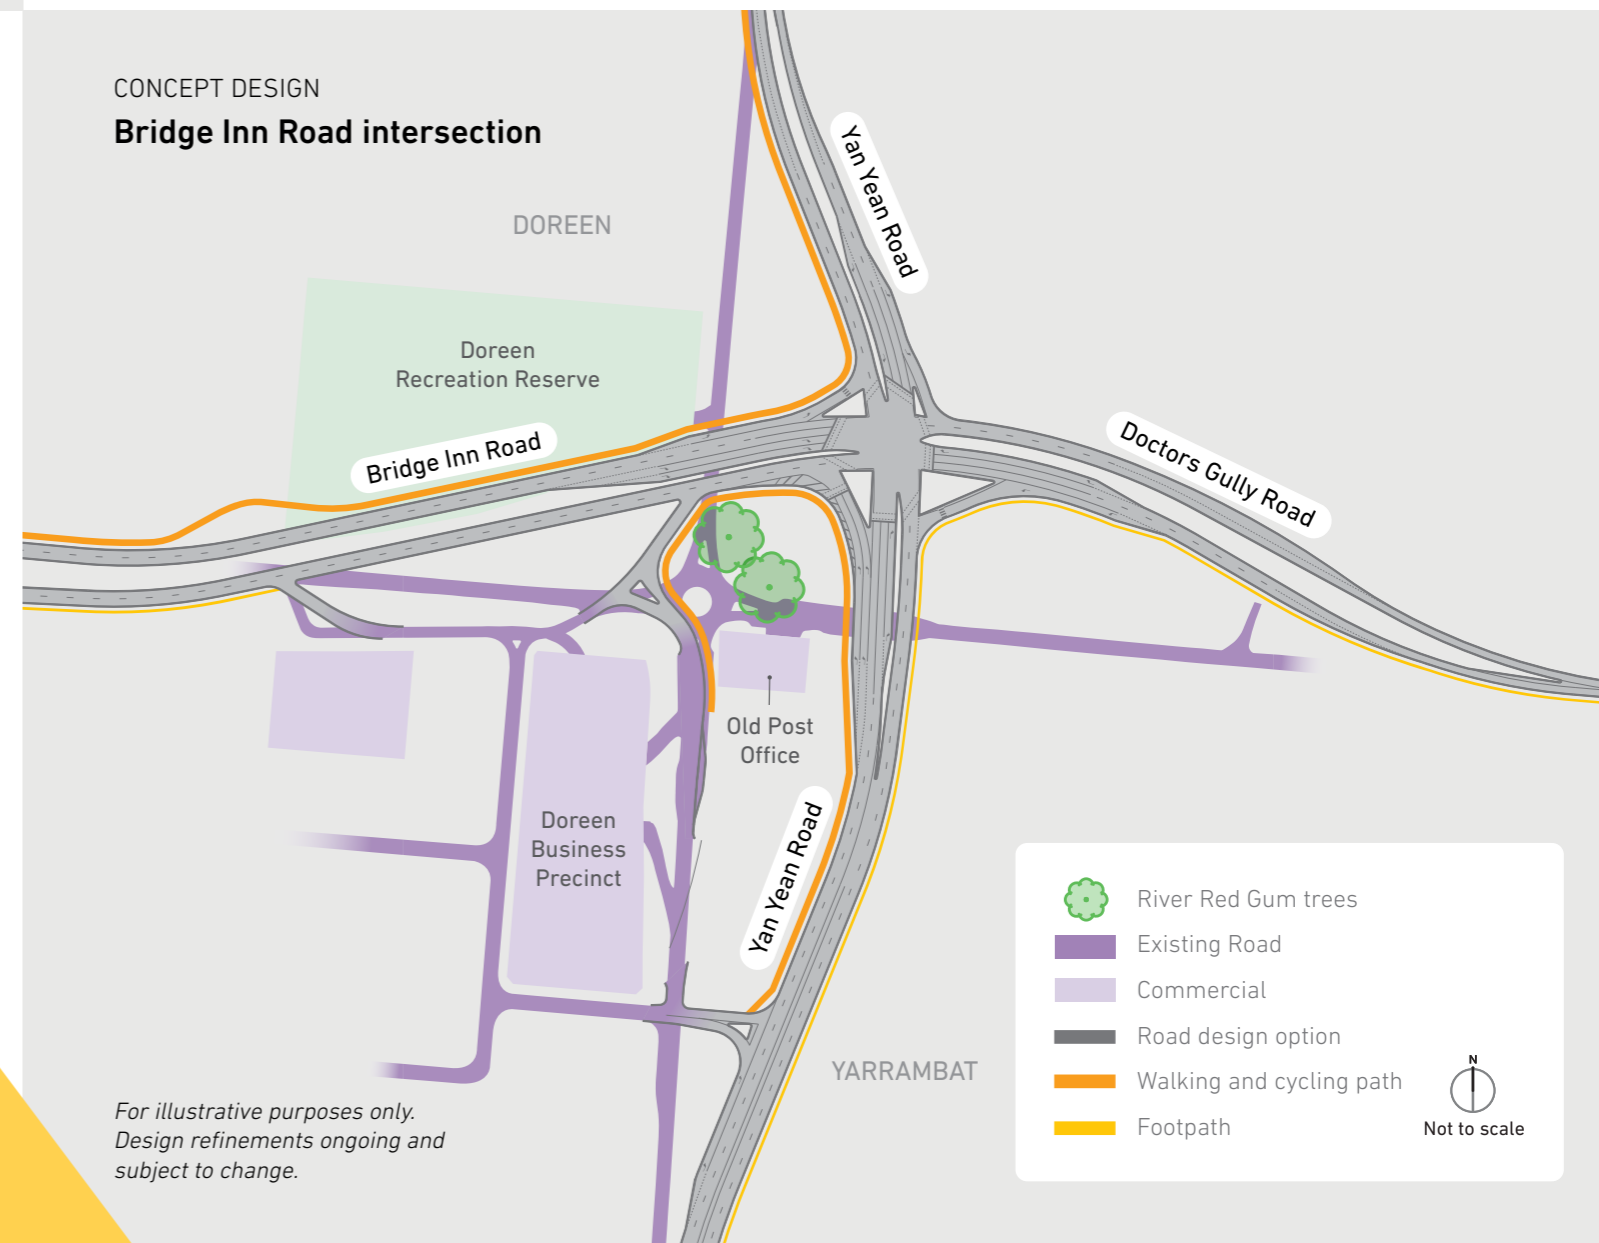 CONCEPT DESIGN
Bridge Inn Road intersection
Yan Yean Road
DOREEN
Doreen
Recreation Reserve
Bridge Inn Road
Doctors Gully Road
Old Post
Office
Doreen
Business
Precinct
Yan Yean Road
YARRAMBAT
River Red Gum trees
Existing Road
Commercial
Road design option
Walking and cycling path
Footpath
N
Not to scale
For illustrative purposes only.
Design refinements ongoing and
subject to change.